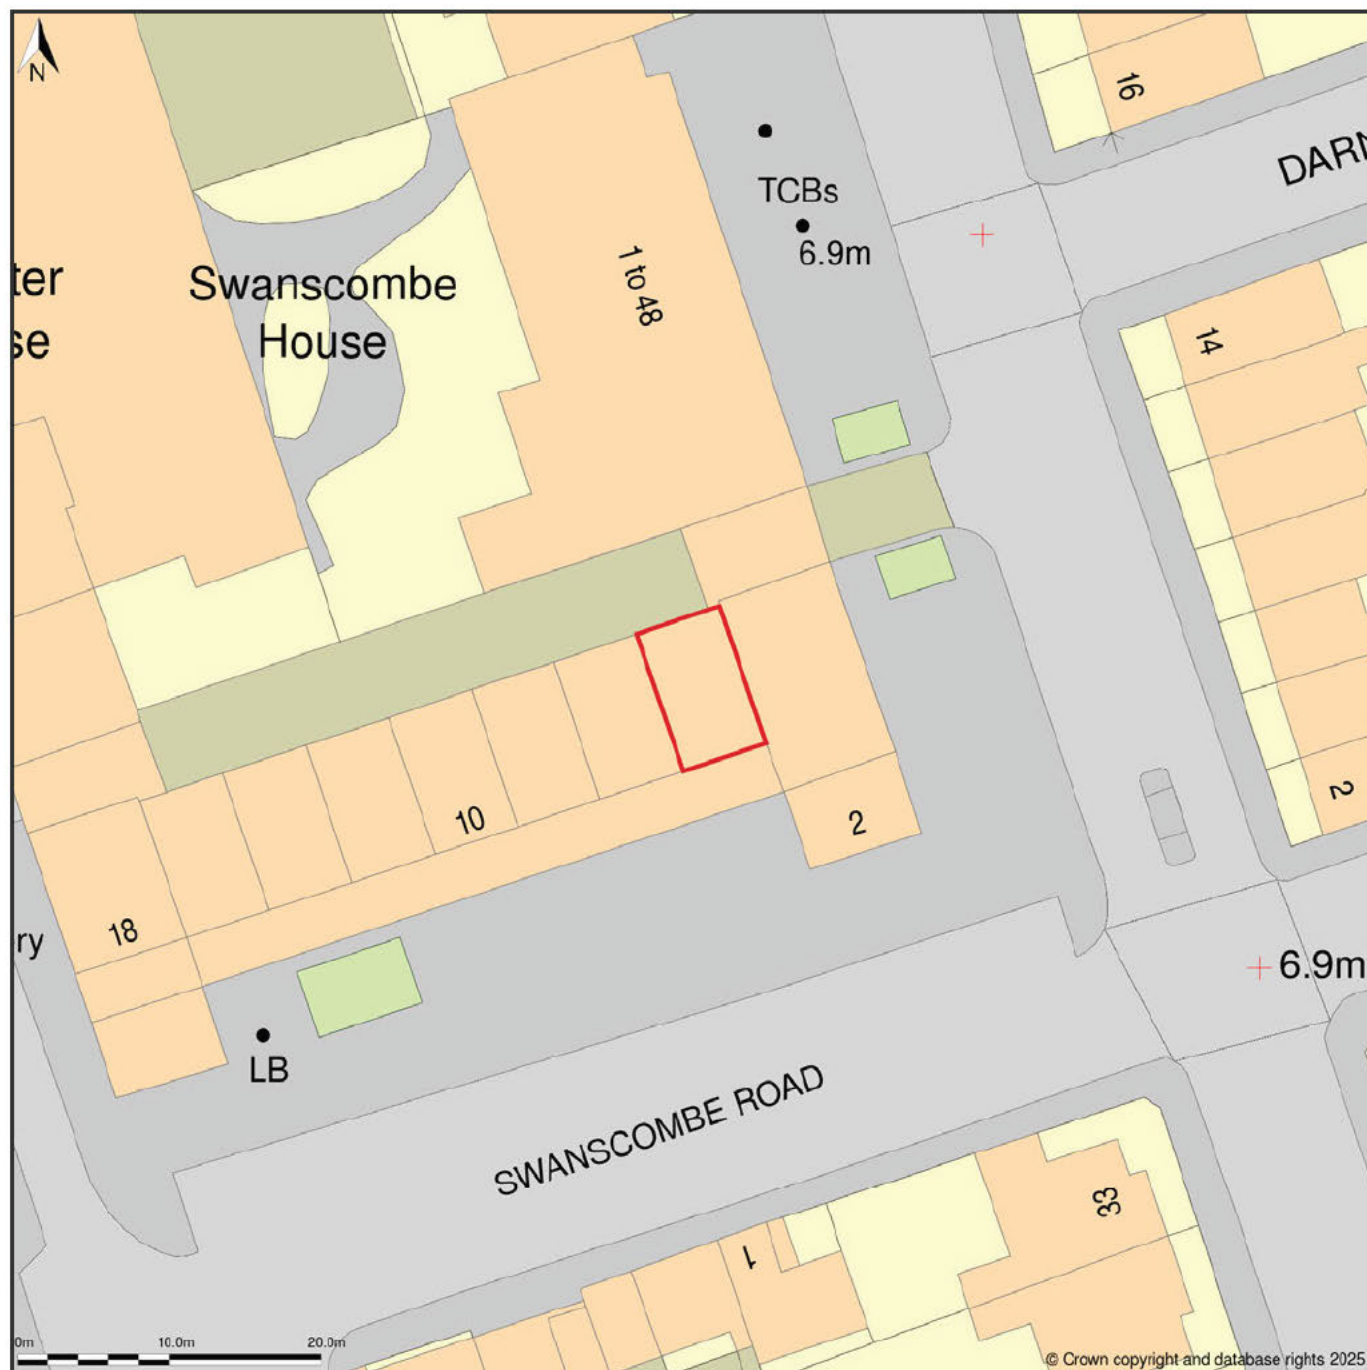 N
16
DARN
TCBs
6.9m
ter
se
Swanscombe
House
1 to 48
14
2
10
2
18
ry
6.9m
LB
SWANSCOMBE ROAD
33
1
0m
10.0m
20.0m
© Crown copyright and database rights 2025